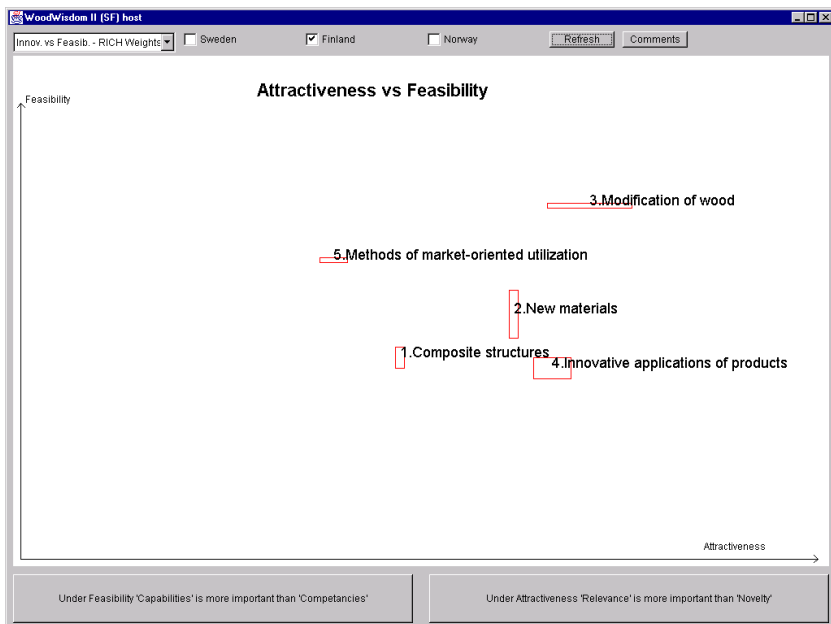 WoodWisdom II (SF) host
Innov. vs Feasib. - RICH Weights
Sweden
Finland
Norway
Refresh
Comments
Attractiveness vs Feasibility
Feasibility
3.Modification of wood
5.Methods of market-oriented utilization
2.New materials
1.Composite structures
4.Innovative applications of products
Attractiveness
Under Feasibility 'Capabilities' is more important than 'Competancies'
Under Attractiveness 'Relevance' is more important than 'Novelty'